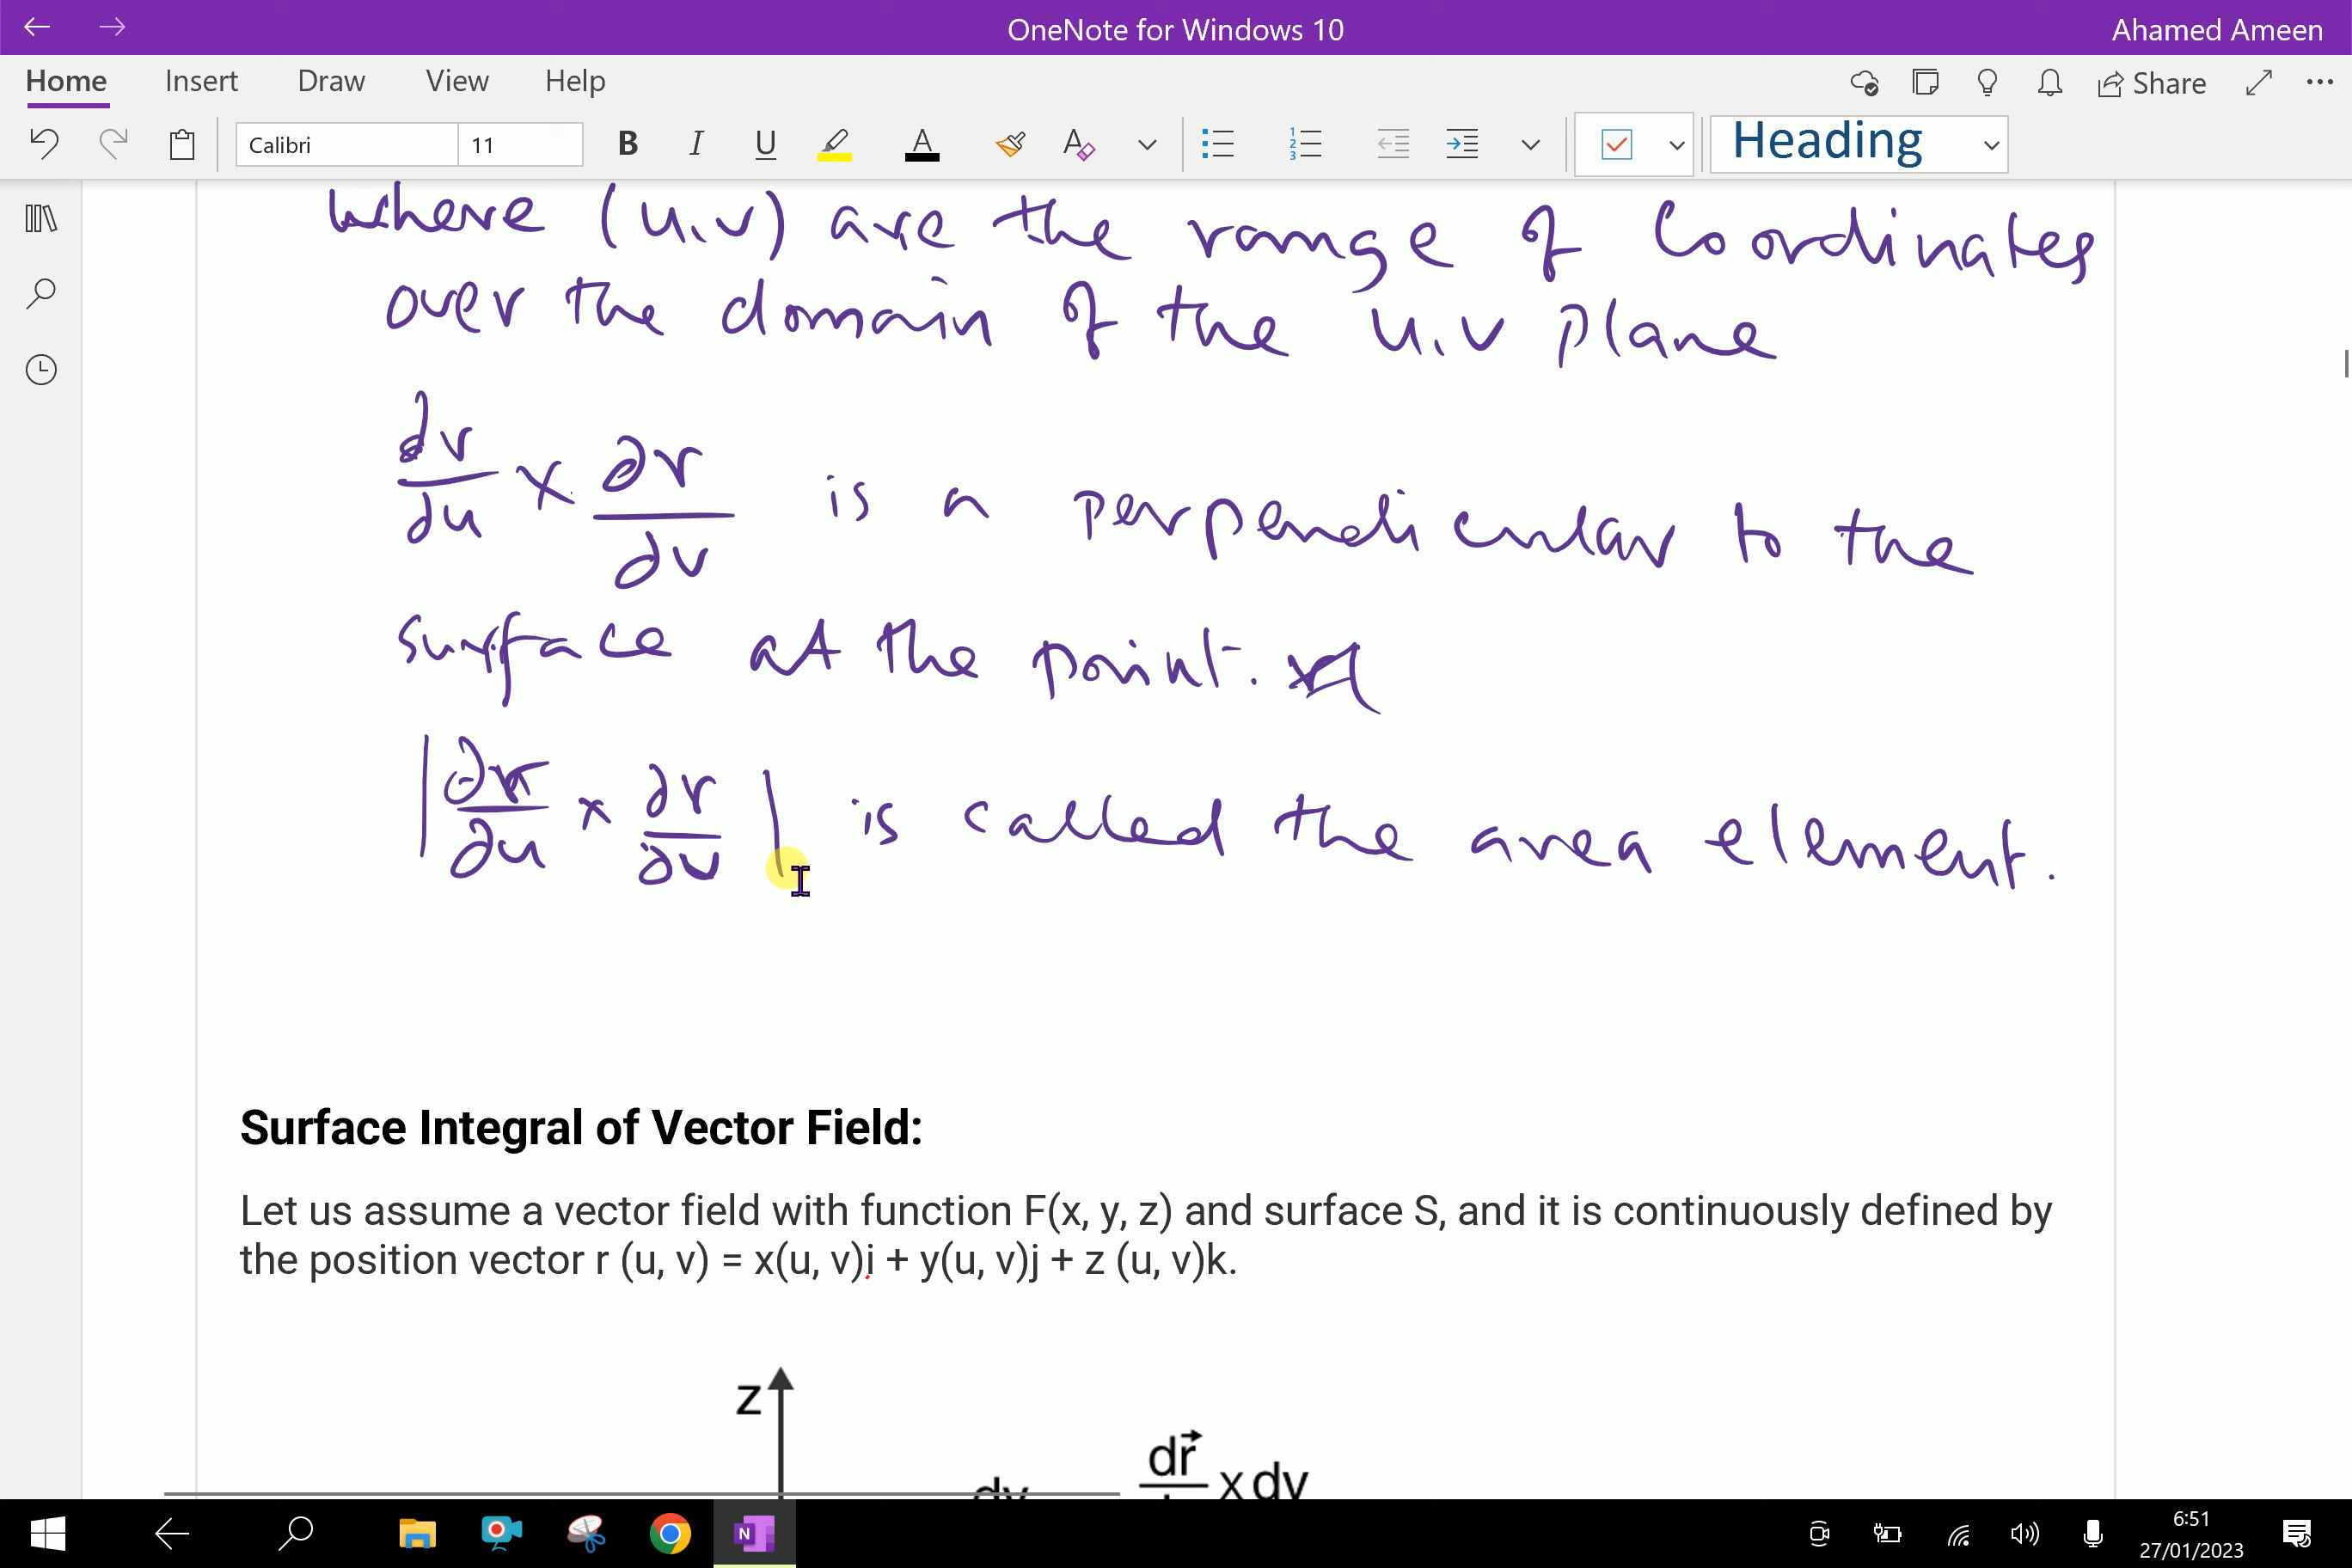 OneNote for Windows 10
Ahamed Ameen
Home Insert Draw View Help
Share
Calibri 11 B I U A A Heading
where (u,v) are the range of Coordinates
over the domain of the u,v plane
∂r/∂u × ∂r/∂v is a perpendicular to the
surface at the point.
|∂r/∂u × ∂r/∂v| is called the area element.
Surface Integral of Vector Field:
Let us assume a vector field with function F(x, y, z) and surface S, and it is continuously defined by
the position vector r (u, v) = x(u, v)i + y(u, v)j + z (u, v)k.
z
dr⃗
x dv
dv
N
6:51
27/01/2023